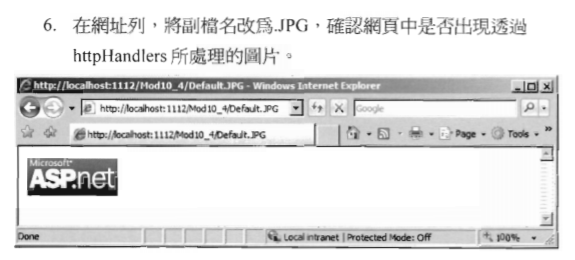 6. 在網址列，將副檔名改為.JPG，確認網頁中是否出現透過
httpHandlers 所處理的圖片。
http://localhost:1112/Mod10_4/Default.JPG - Windows Internet Explorer
http://localhost:1112/Mod10_4/Default.JPG Google
http://localhost:1112/Mod10_4/Default.JPG Page Tools
Microsoft
ASP.net
Done Local intranet | Protected Mode: Off 100%